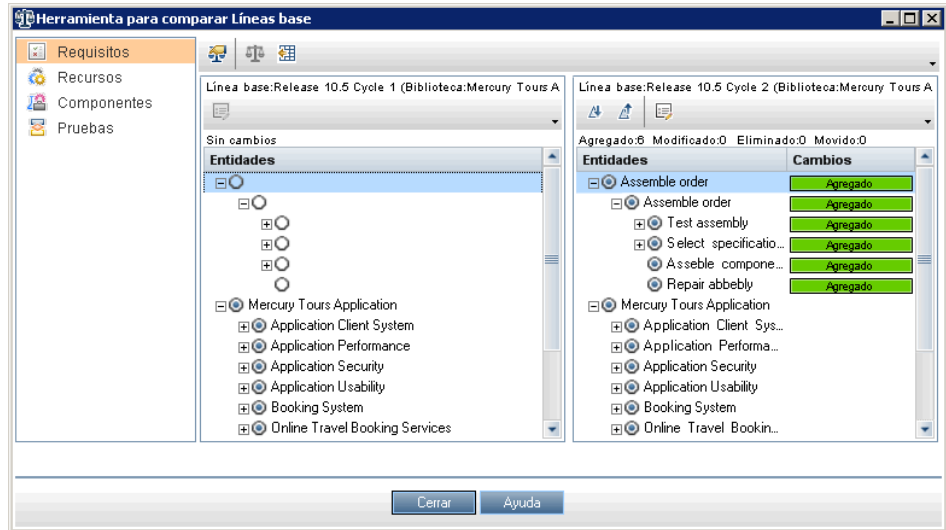 Herramienta para comparar Líneas base
Requisitos
Recursos
Componentes
Pruebas
Línea base:Release 10.5 Cycle 1 (Biblioteca:Mercury Tours A
Sin cambios
Entidades
Mercury Tours Application
Application Client System
Application Performance
Application Security
Application Usability
Booking System
Online Travel Booking Services
Línea base:Release 10.5 Cycle 2 (Biblioteca:Mercury Tours A
Agregado:6 Modificado:0 Eliminado:0 Movido:0
Entidades Cambios
Assemble order Agregado
Assemble order Agregado
Test assembly Agregado
Select specificatio... Agregado
Asseble compone... Agregado
Repair abbebly Agregado
Mercury Tours Application
Application Client Sys...
Application Performa...
Application Security
Application Usability
Booking System
Online Travel Bookin...
Cerrar Ayuda